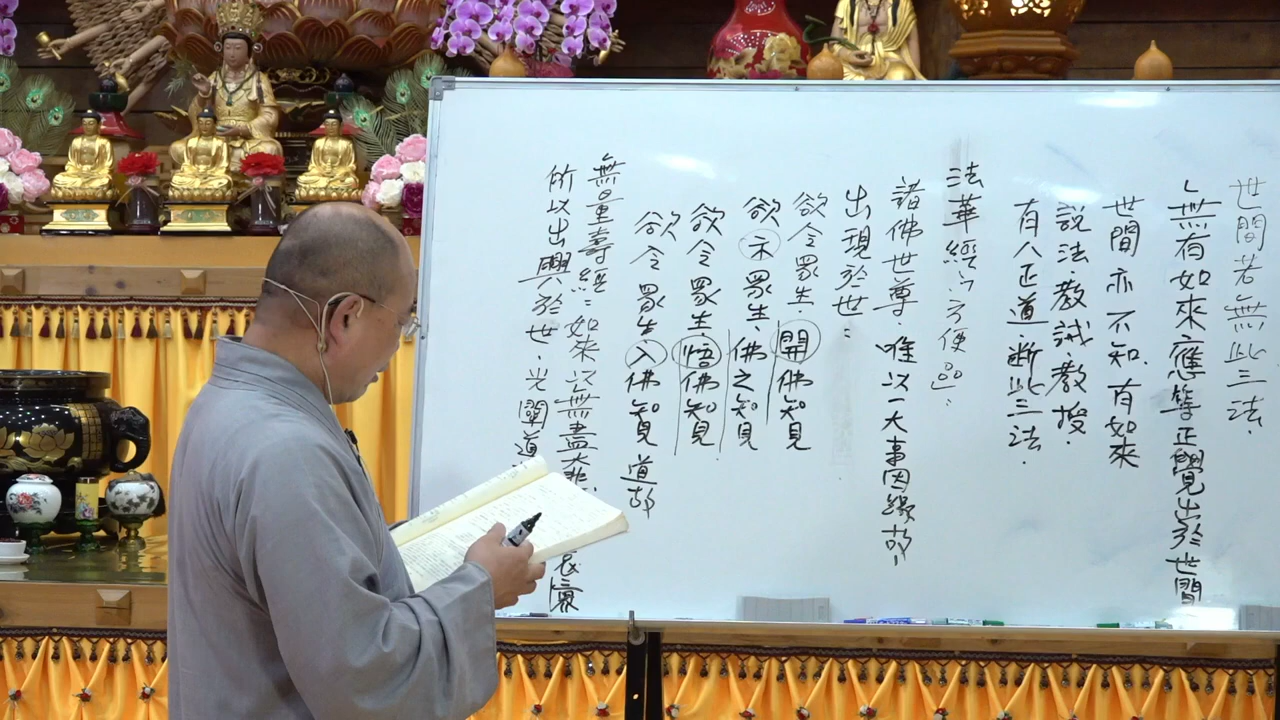 世間若無此三法.
無有如來應等正覺出於世間
世間亦不知有如來
說法.教誡.教授.
有人正道断此三法.
法華經方便品」.
諸佛世尊.唯以一大事因緣故,
出現於世:
欲令眾生.開佛知見
欲示眾生.佛之知見
欲令眾生.悟佛知見
欲令眾生入佛知見道故
無量壽經:如來以無盡大悲.
所以出興於世.光闡道